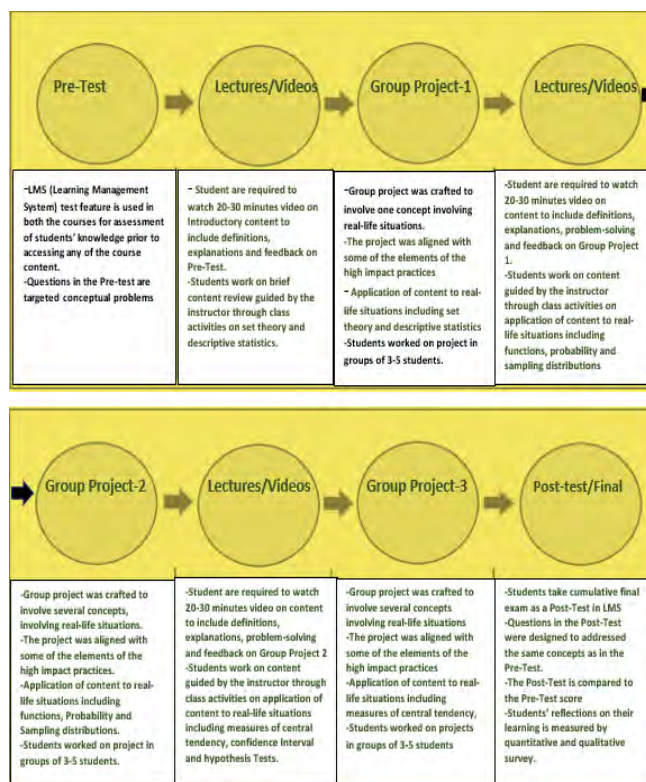 Pre-Test
Lectures/Videos
Group Project-1
Lectures/Videos
-LMS (Learning Management
System) test feature is used in
both the courses for assessment
of students' knowledge prior to
accessing any of the course
content.
-Questions in the Pre-test are
targeted conceptual problems
- Student are required to
watch 20-30 minutes video on
Introductory content to
include definitions,
explanations and feedback on
Pre-Test.
-Students work on brief
content review guided by the
instructor through class
activities on set theory and
descriptive statistics.
-Group project was crafted to
involve one concept involving
real-life situations.
-The project was aligned with
some of the elements of the
high impact practices
- Application of content to real-
life situations including set
theory and descriptive statistics
-Students worked on project in
groups of 3-5 students.
-Student are required to watch
20-30 minutes video on
content to include definitions,
explanations, problem-solving
and feedback on Group Project
1.
-Students work on content
guided by the instructor
through class activities on
application of content to real-
life situations including
functions, probability and
sampling distributions
Group Project-2
Lectures/Videos
Group Project-3
Post-test/Final
-Group project was crafted to
involve several concepts,
involving real-life situations.
-The project was aligned with
some of the elements of the
high impact practices.
-Application of content to real-
life situations including
functions, Probability and
Sampling distributions.
-Students worked on project in
groups of 3-5 students.
-Student are required to watch
20-30 minutes video on content
to include definitions,
explanations, problem-solving
and feedback on Group Project 2
-Students work on content
guided by the instructor through
class activities on application of
content to real-life situations
including measures of central
tendency, confidence Interval
and hypothesis Tests.
-Group project was crafted to
involve several concepts
involving real-life situations
-The project was aligned with
some of the elements of the
high impact practices
-Application of content to real-
life situations including
measures of central tendency,
-Students worked on projects
in groups of 3-5 students
-Students take cumulative final
exam as a Post-Test in LMS
-Questions in the Post-Test
were designed to addressed
the same concepts as in the
Pre-Test.
-The Post-Test is compared to
the Pre-Test score
-Students' reflections on their
learning is measured by
quantitative and qualitative
survey.